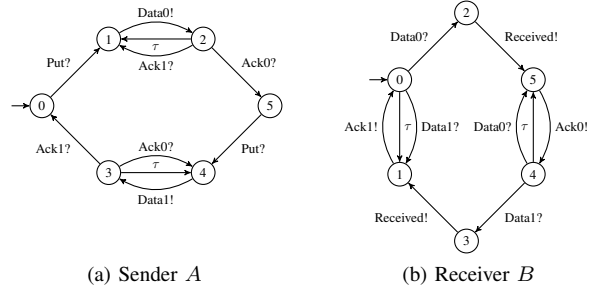 Data0!
1
τ
2
Ack1?
Put?
Ack0?
0
5
Ack1?
Put?
Ack0?
3
τ
4
Data1!
(a) Sender A
2
Data0?
Received!
0
5
Ack1!
τ
Data1?
Data0?
τ
Ack0!
1
4
Received!
Data1?
3
(b) Receiver B